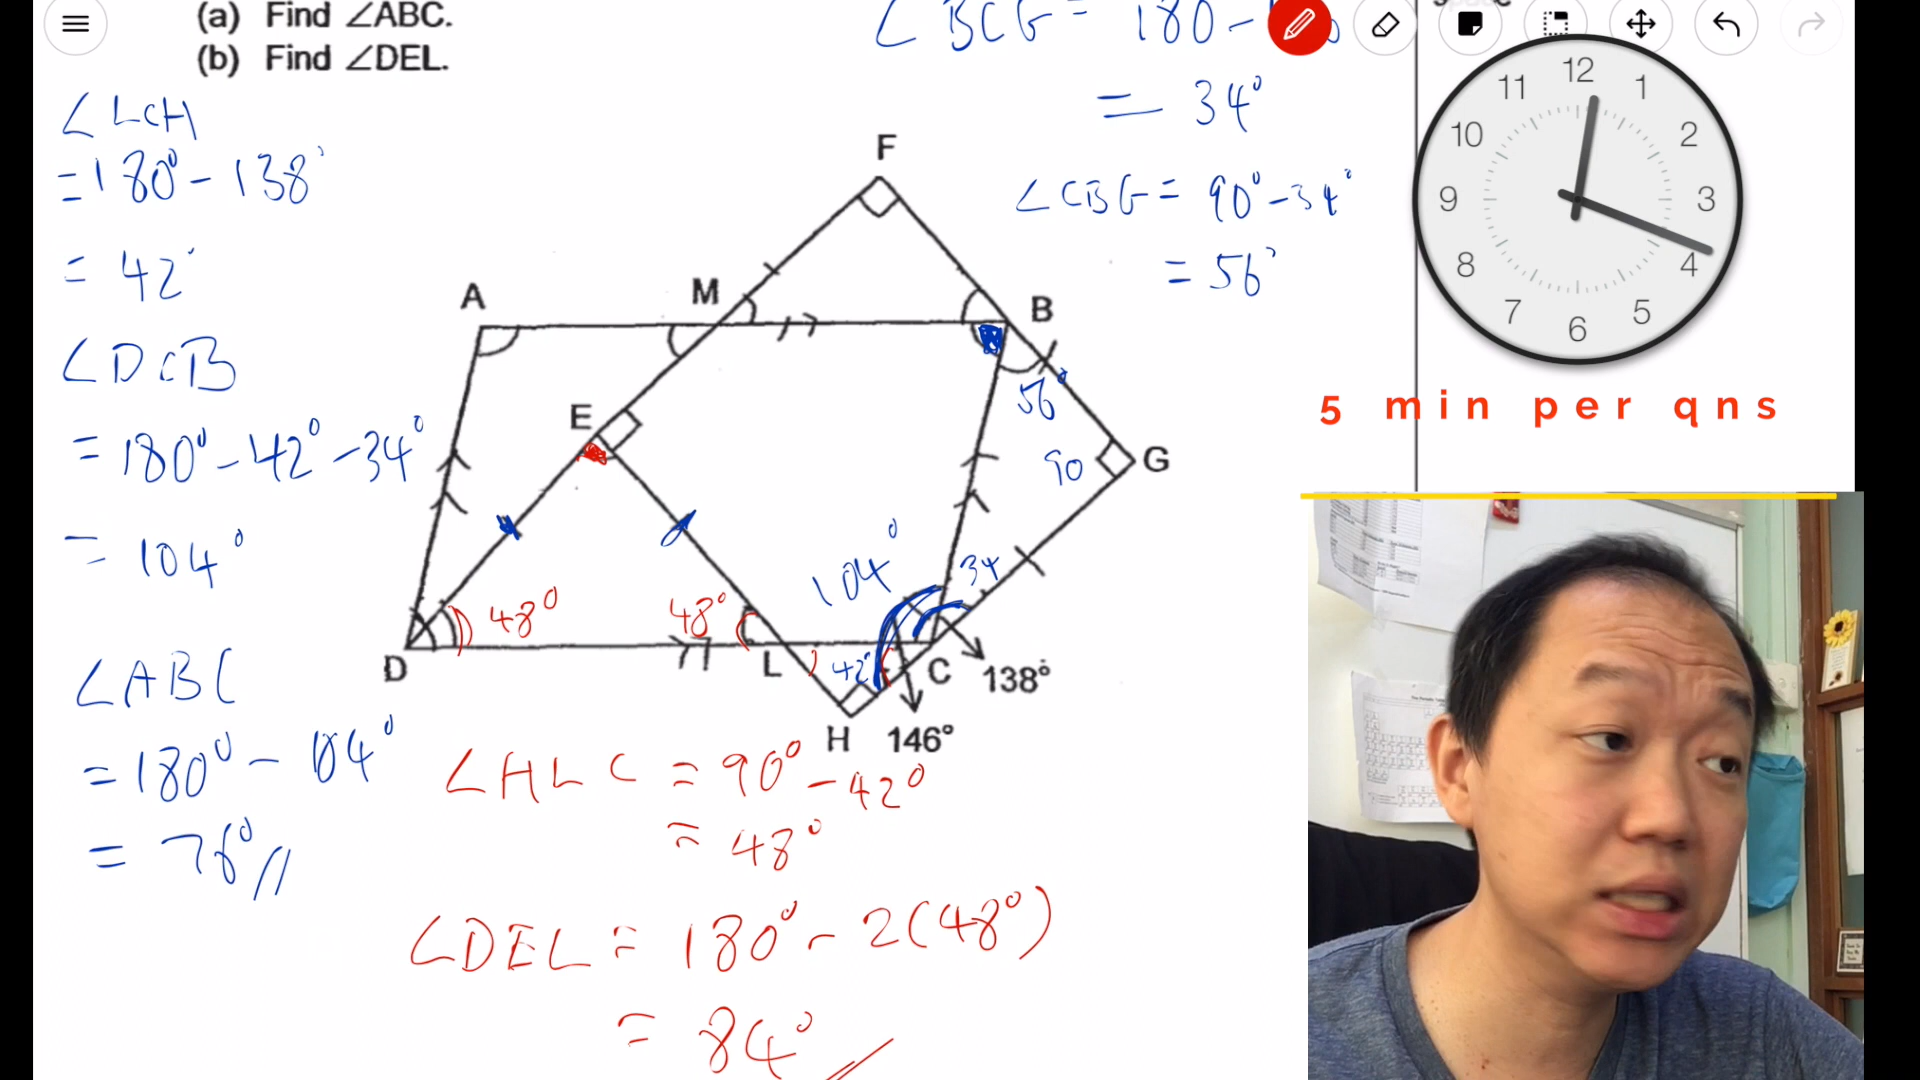 (a) Find ∠ABC.
(b) Find ∠DEL.
∠LCH
=180°-138°
= 42°
∠DCB
= 180°-42°-34°
= 104°
∠ABC
= 180° - 104°
= 76°//
∠BCG = 180-
= 34°
∠CBG = 90°-34°
= 56°
F
A
M
B
E
56°
90
G
104°
34
48°
48°
D
L
42°
C
138°
H
146°
∠HLC = 90° - 42°
= 48°
∠DEL = 180° - 2(48°)
= 84°
12
11
1
10
2
9
3
8
4
7
5
6
5 min per qns